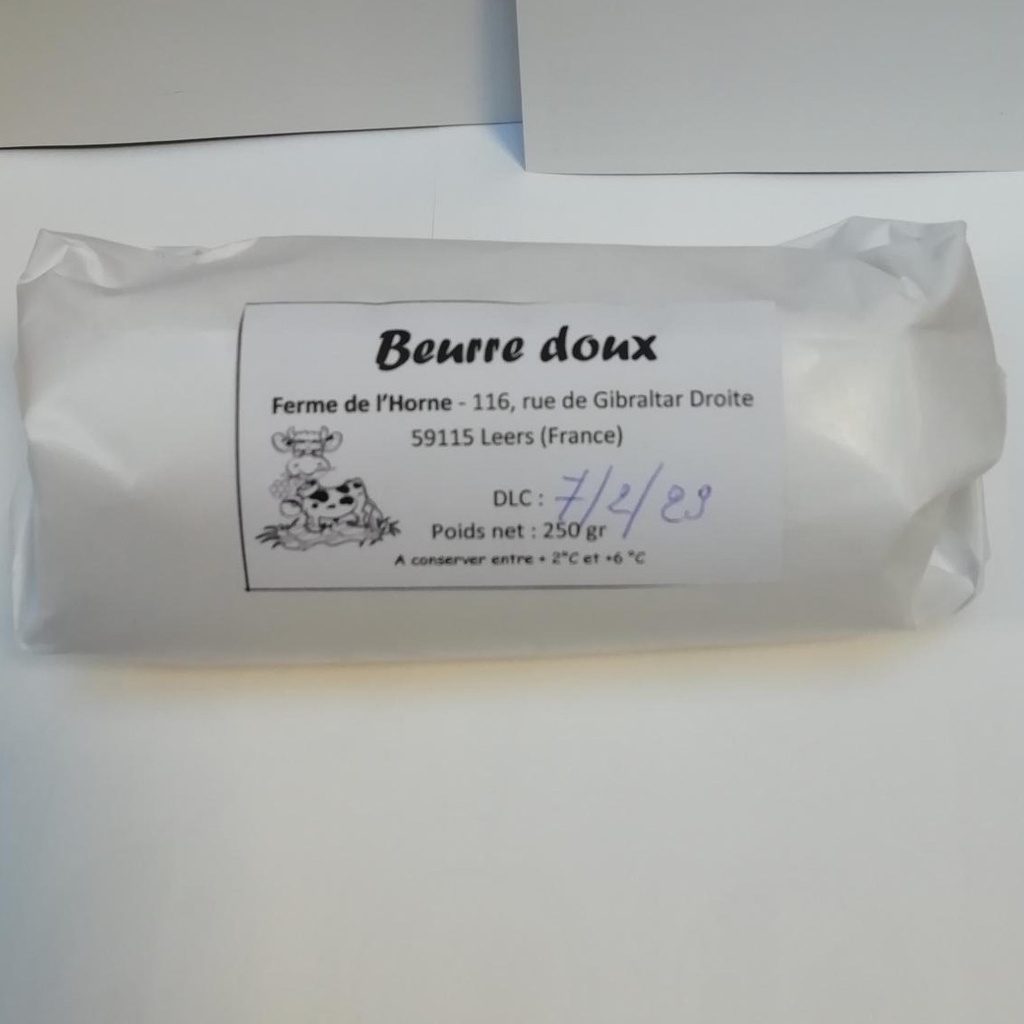 Beurre doux
Ferme de l'Horne - 116, rue de Gibraltar Droite
59115 Leers (France)
DLC : 7/2/23
Poids net : 250 gr
A conserver entre + 2°C et +6 °C